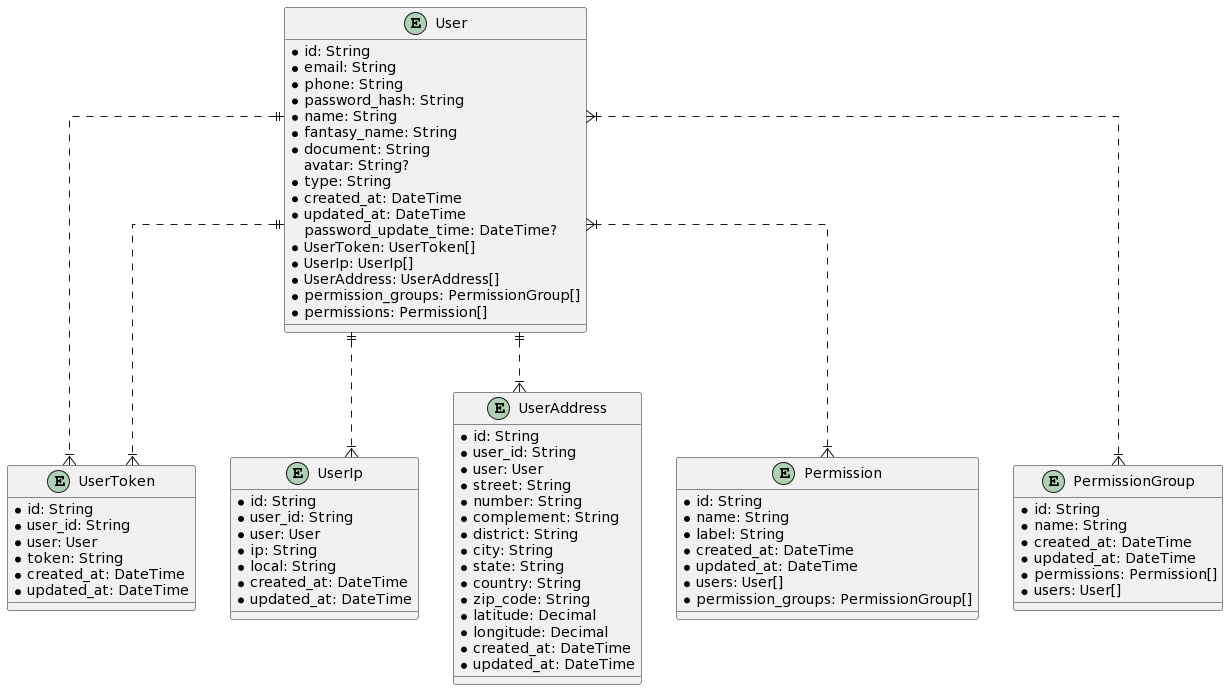 E User
id: String
email: String
phone: String
password_hash: String
name: String
fantasy_name: String
document: String
avatar: String?
type: String
created_at: DateTime
updated_at: DateTime
password_update_time: DateTime?
UserToken: UserToken[]
UserIp: UserIp[]
UserAddress: UserAddress[]
permission_groups: PermissionGroup[]
permissions: Permission[]
E UserToken
id: String
user_id: String
user: User
token: String
created_at: DateTime
updated_at: DateTime
E UserIp
id: String
user_id: String
user: User
ip: String
local: String
created_at: DateTime
updated_at: DateTime
E UserAddress
id: String
user_id: String
user: User
street: String
number: String
complement: String
district: String
city: String
state: String
country: String
zip_code: String
latitude: Decimal
longitude: Decimal
created_at: DateTime
updated_at: DateTime
E Permission
id: String
name: String
label: String
created_at: DateTime
updated_at: DateTime
users: User[]
permission_groups: PermissionGroup[]
E PermissionGroup
id: String
name: String
created_at: DateTime
updated_at: DateTime
permissions: Permission[]
users: User[]